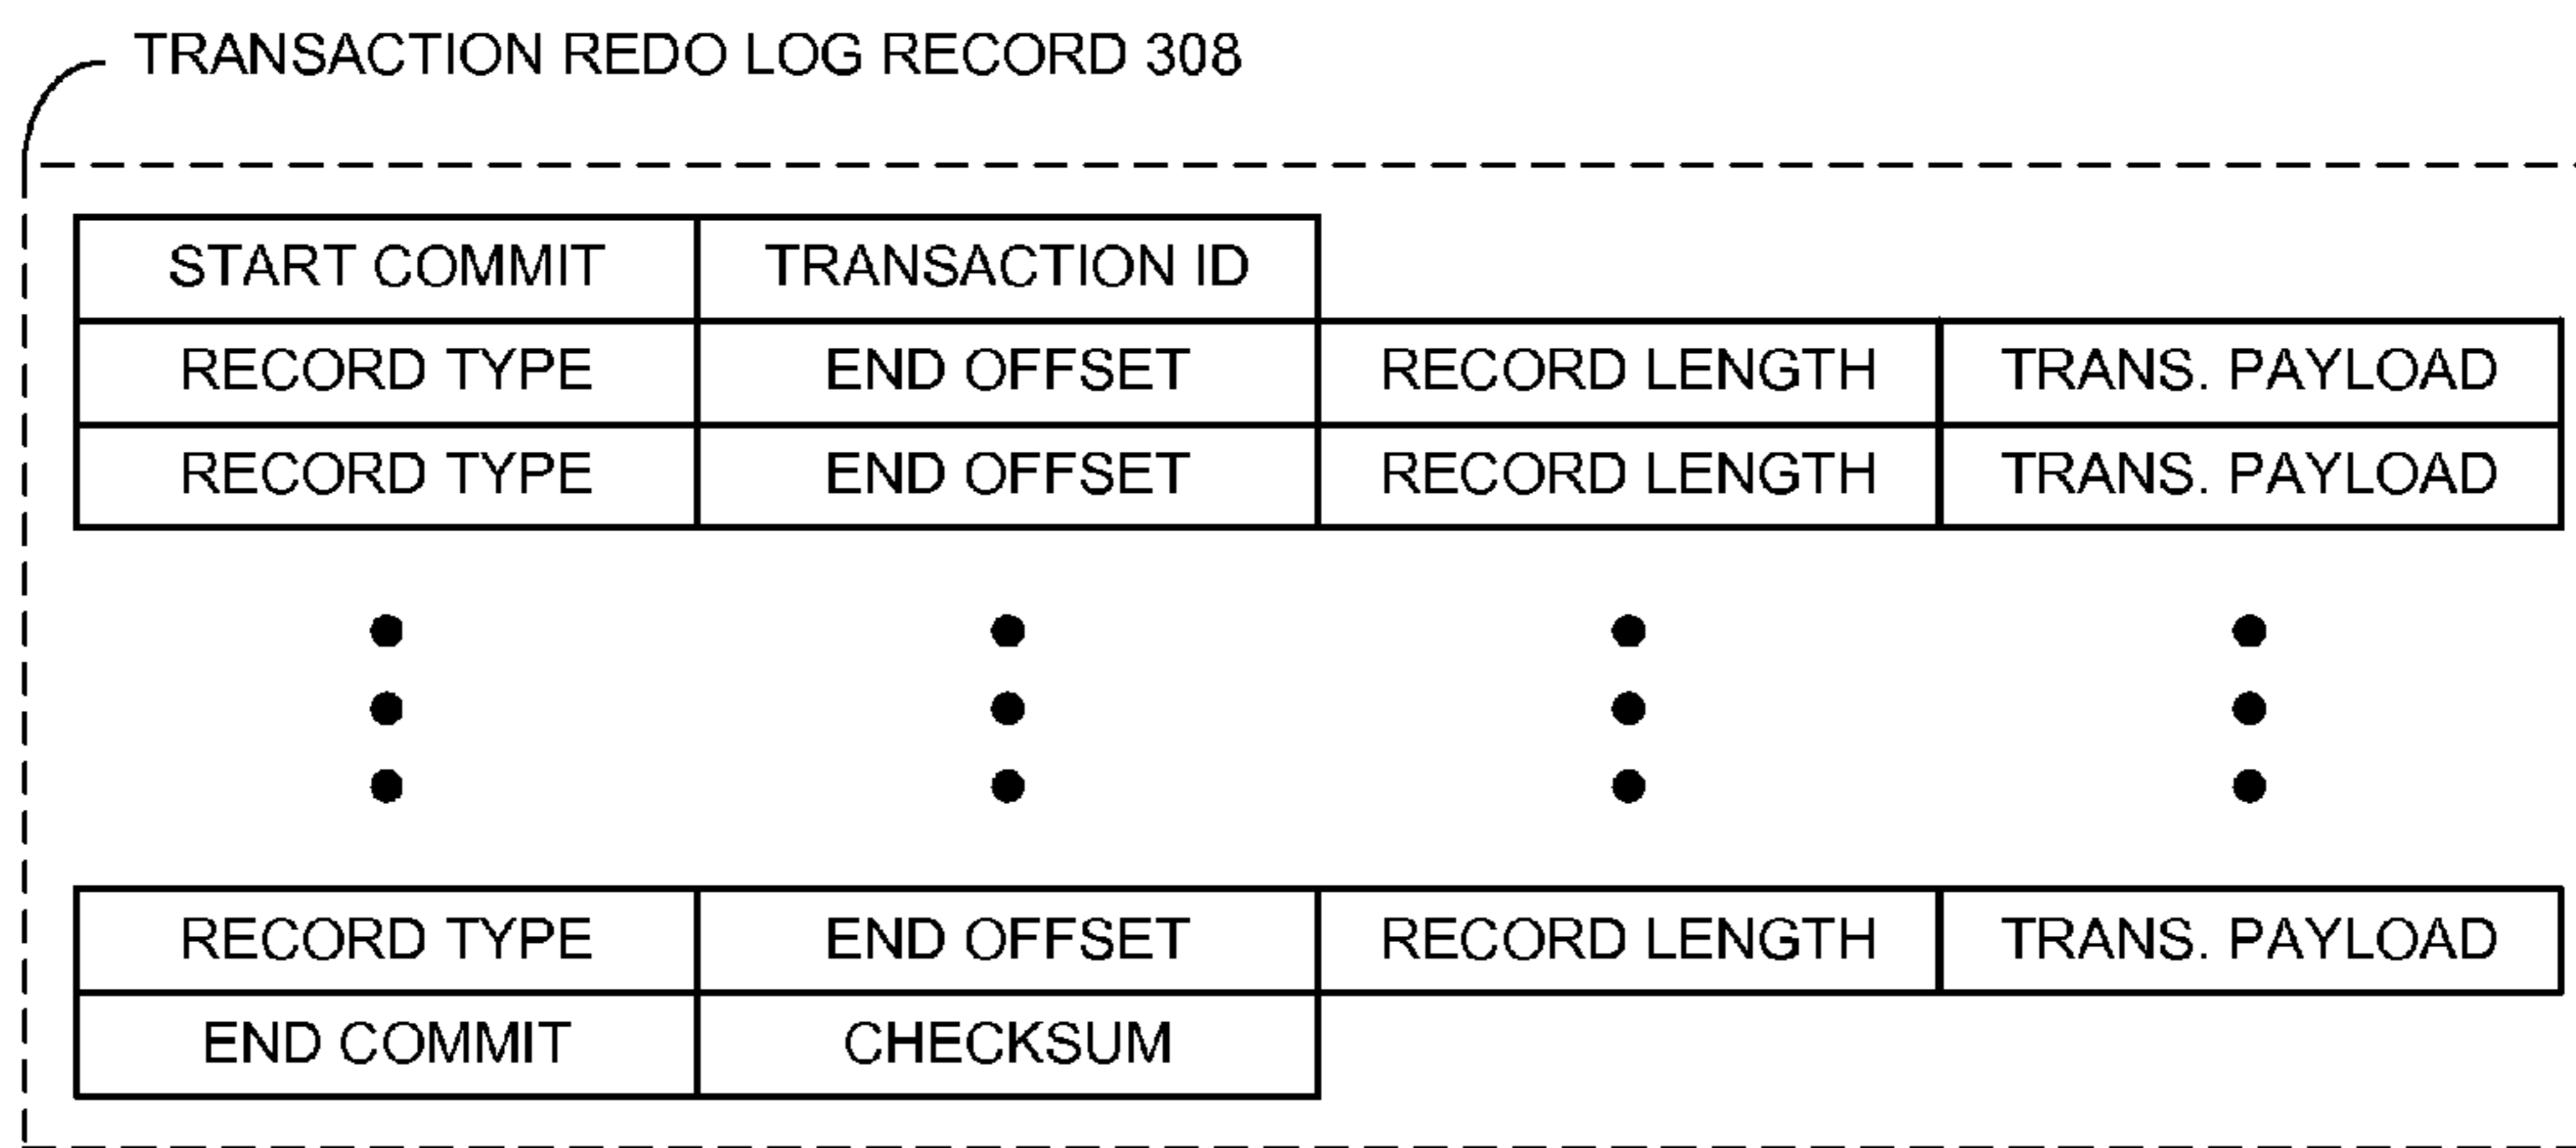 TRANSACTION REDO LOG RECORD 308
START COMMIT TRANSACTION ID
RECORD TYPE END OFFSET RECORD LENGTH TRANS. PAYLOAD
RECORD TYPE END OFFSET RECORD LENGTH TRANS. PAYLOAD
RECORD TYPE END OFFSET RECORD LENGTH TRANS. PAYLOAD
END COMMIT CHECKSUM